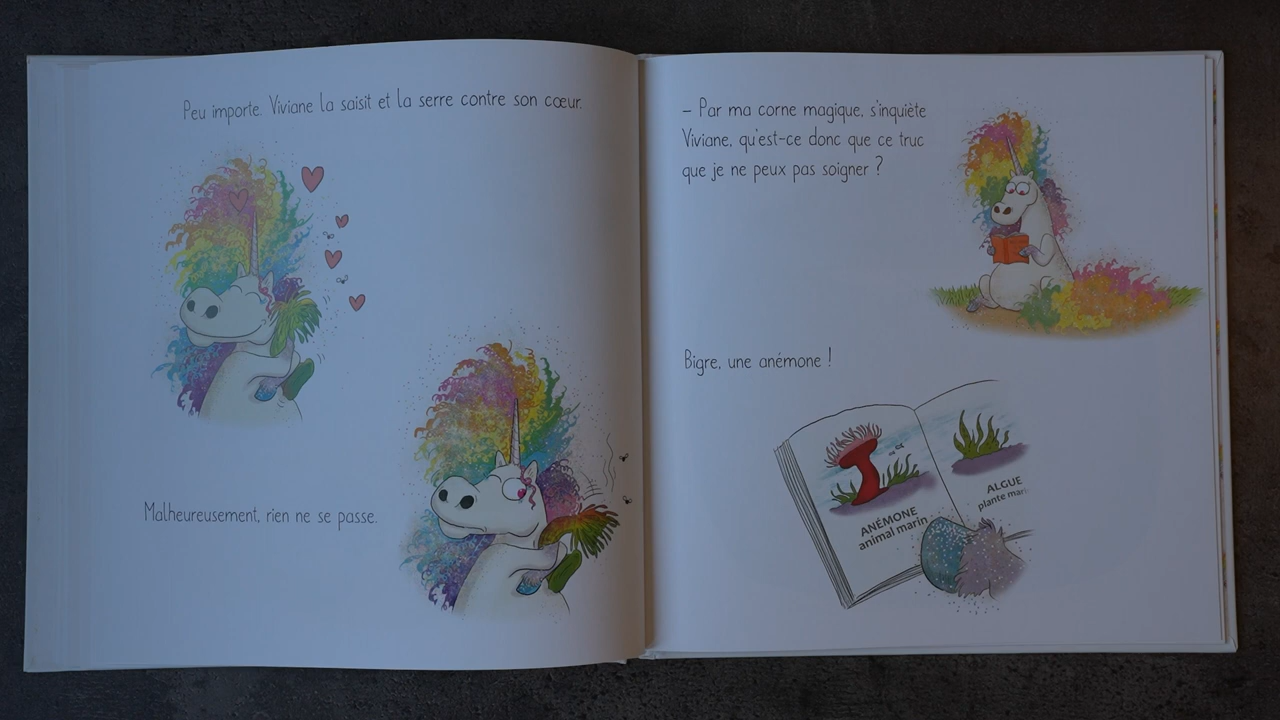 Peu importe. Viviane la saisit et la serre contre son cœur.
Malheureusement, rien ne se passe.
– Par ma corne magique, s'inquiète
Viviane, qu'est-ce donc que ce truc
que je ne peux pas soigner ?
Bigre, une anémone !
ANÉMONE
animal marin
ALGUE
plante mari